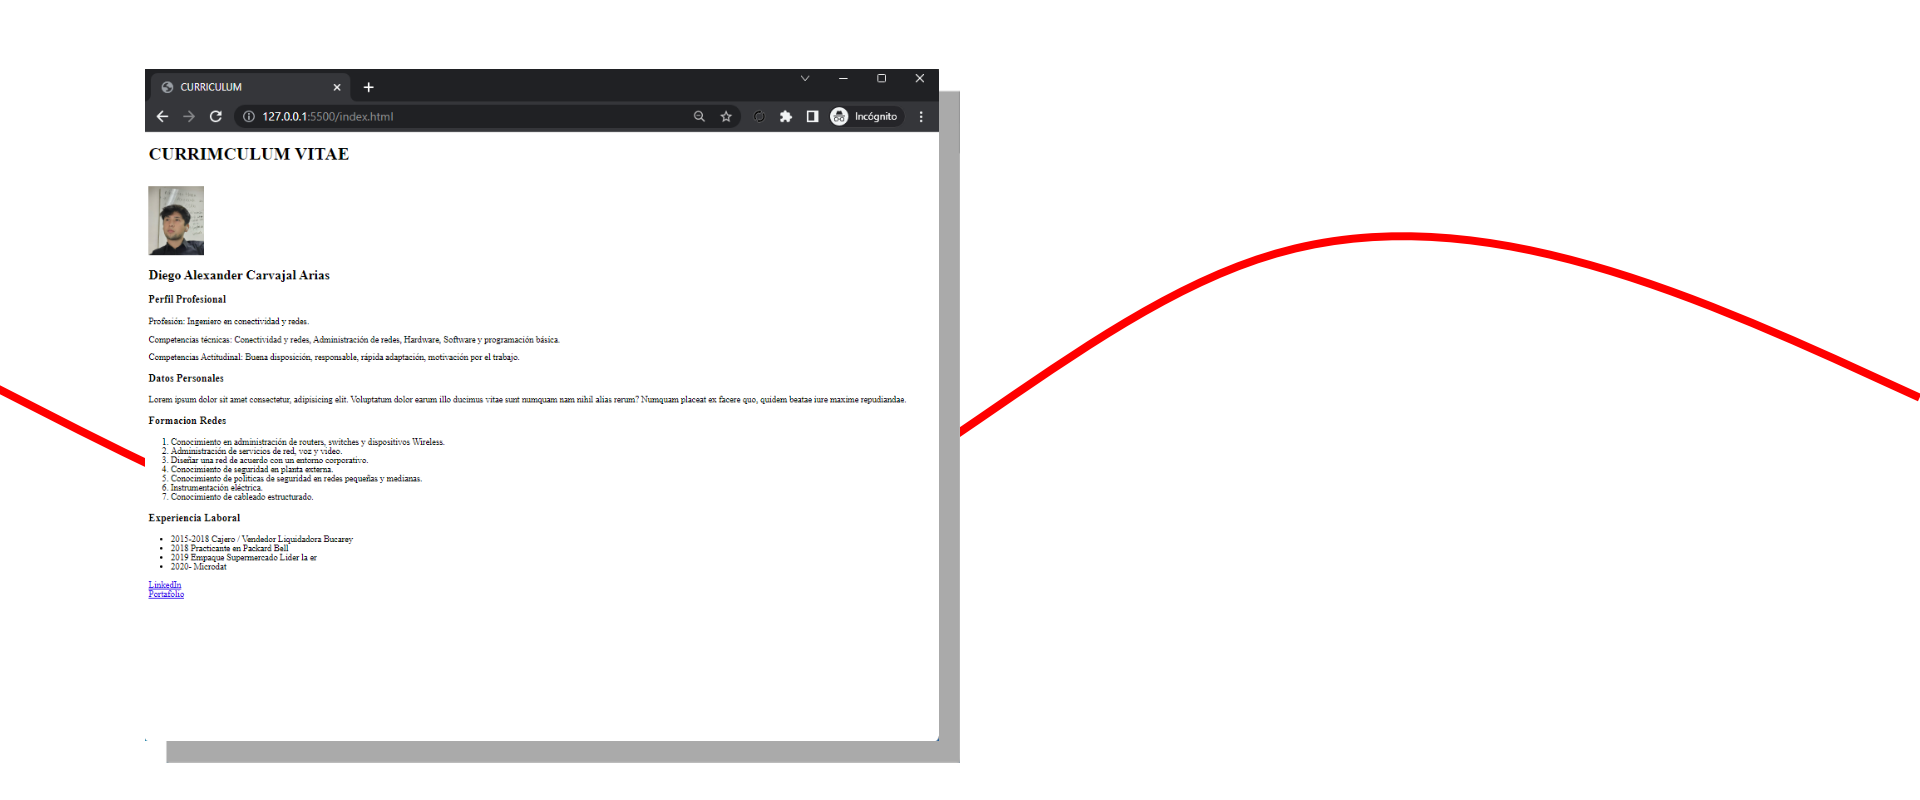 CURRICULUM
127.0.0.1:5500/index.html
Incógnito
CURRIMCULUM VITAE
Diego Alexander Carvajal Arias
Perfil Profesional
Profesión: Ingeniero en conectividad y redes.
Competencias técnicas: Conectividad y redes, Administración de redes, Hardware, Software y programación básica.
Competencias Actitudinal: Buena disposición, responsable, rápida adaptación, motivación por el trabajo.
Datos Personales
Lorem ipsum dolor sit amet consectetur, adipisicing elit. Voluptatum dolor earum illo ducimus vitae sunt numquam nam nihil alias rerum? Numquam placeat ex facere quo, quidem beatae iure maxime repudiandae.
Formacion Redes
1. Conocimiento en administración de routers, switches y dispositivos Wireless.
2. Administración de servicios de red, voz y video.
3. Diseñar una red de acuerdo con un entorno corporativo.
4. Conocimiento de seguridad en planta externa.
5. Conocimiento de políticas de seguridad en redes pequeñas y medianas.
6. Instrumentación eléctrica.
7. Conocimiento de cableado estructurado.
Experiencia Laboral
• 2015-2018 Cajero / Vendedor Liquidadora Bucarey
• 2018 Practicante en Packard Bell
• 2019 Empaque Supermercado Lider la er
• 2020- Microdat
LinkedIn
Portafolio